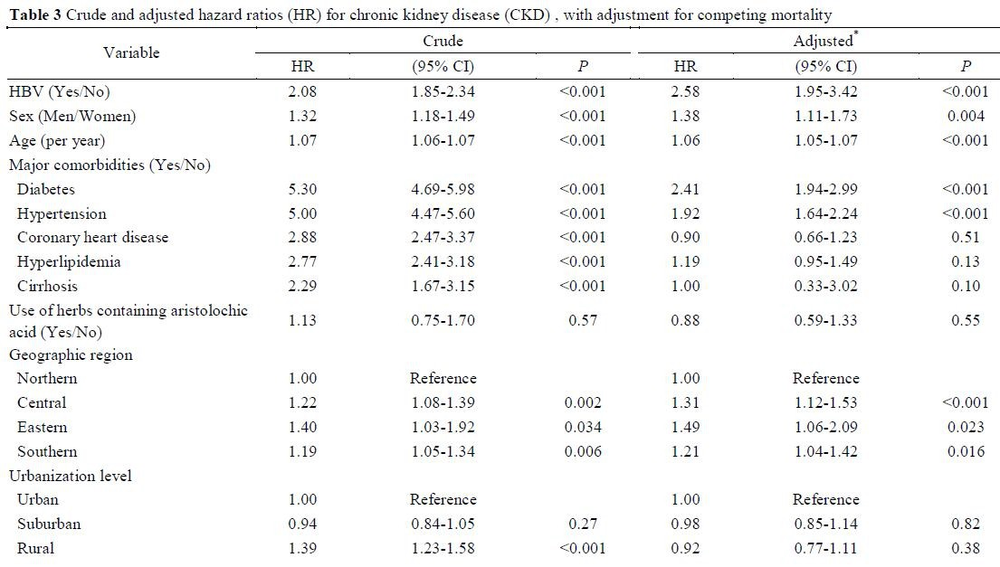 Table 3 Crude and adjusted hazard ratios (HR) for chronic kidney disease (CKD) , with adjustment for competing mortality
Variable Crude Adjusted*
HR (95% CI) P HR (95% CI) P
HBV (Yes/No) 2.08 1.85-2.34 <0.001 2.58 1.95-3.42 <0.001
Sex (Men/Women) 1.32 1.18-1.49 <0.001 1.38 1.11-1.73 0.004
Age (per year) 1.07 1.06-1.07 <0.001 1.06 1.05-1.07 <0.001
Major comorbidities (Yes/No)
Diabetes 5.30 4.69-5.98 <0.001 2.41 1.94-2.99 <0.001
Hypertension 5.00 4.47-5.60 <0.001 1.92 1.64-2.24 <0.001
Coronary heart disease 2.88 2.47-3.37 <0.001 0.90 0.66-1.23 0.51
Hyperlipidemia 2.77 2.41-3.18 <0.001 1.19 0.95-1.49 0.13
Cirrhosis 2.29 1.67-3.15 <0.001 1.00 0.33-3.02 0.10
Use of herbs containing aristolochic
acid (Yes/No) 1.13 0.75-1.70 0.57 0.88 0.59-1.33 0.55
Geographic region
Northern 1.00 Reference 1.00 Reference
Central 1.22 1.08-1.39 0.002 1.31 1.12-1.53 <0.001
Eastern 1.40 1.03-1.92 0.034 1.49 1.06-2.09 0.023
Southern 1.19 1.05-1.34 0.006 1.21 1.04-1.42 0.016
Urbanization level
Urban 1.00 Reference 1.00 Reference
Suburban 0.94 0.84-1.05 0.27 0.98 0.85-1.14 0.82
Rural 1.39 1.23-1.58 <0.001 0.92 0.77-1.11 0.38